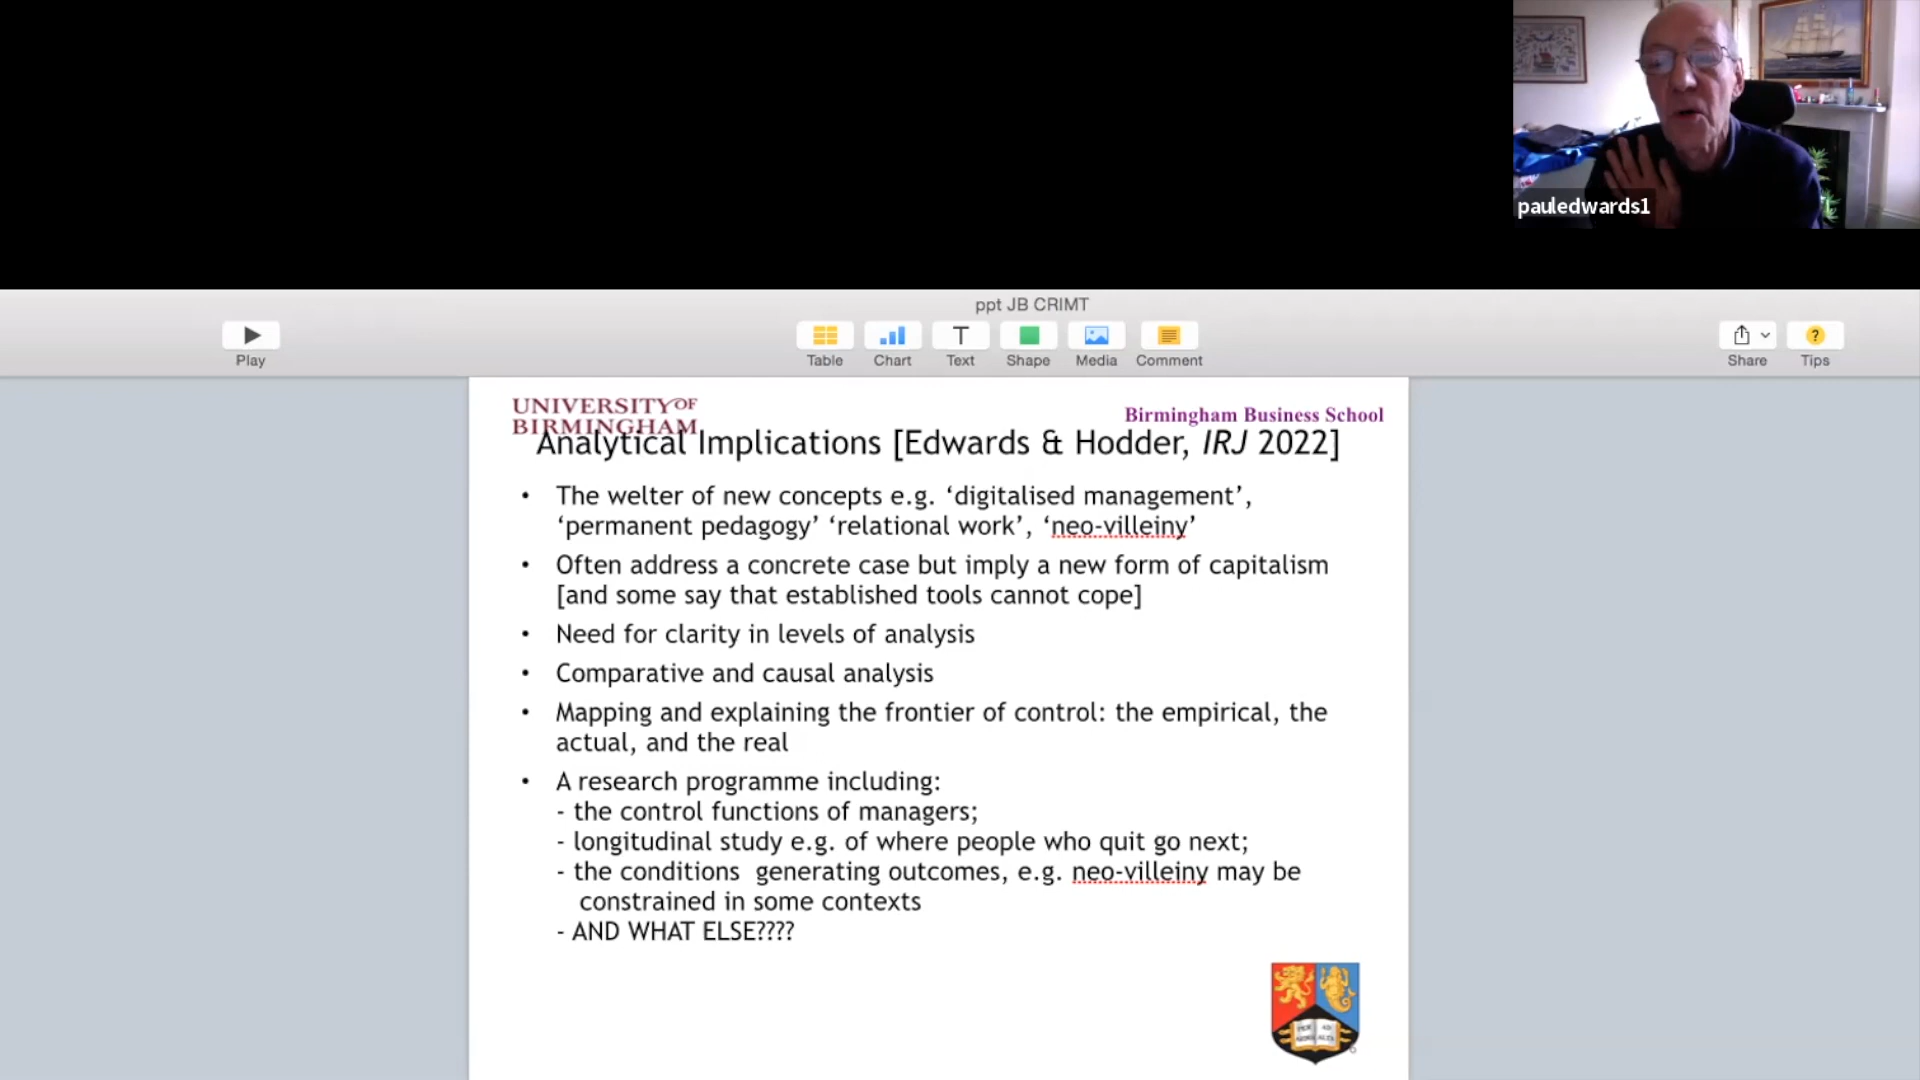 pauledwards1
ppt JB CRIMT
Play
Table
Chart
Text
Shape
Media
Comment
Share
Tips
UNIVERSITY OF
BIRMINGHAM
Birmingham Business School
Analytical Implications [Edwards & Hodder, IRJ 2022]
• The welter of new concepts e.g. ‘digitalised management’,
‘permanent pedagogy’ ‘relational work’, ‘neo-villeiny’
• Often address a concrete case but imply a new form of capitalism
[and some say that established tools cannot cope]
• Need for clarity in levels of analysis
• Comparative and causal analysis
• Mapping and explaining the frontier of control: the empirical, the
actual, and the real
• A research programme including:
- the control functions of managers;
- longitudinal study e.g. of where people who quit go next;
- the conditions generating outcomes, e.g. neo-villeiny may be
constrained in some contexts
- AND WHAT ELSE????